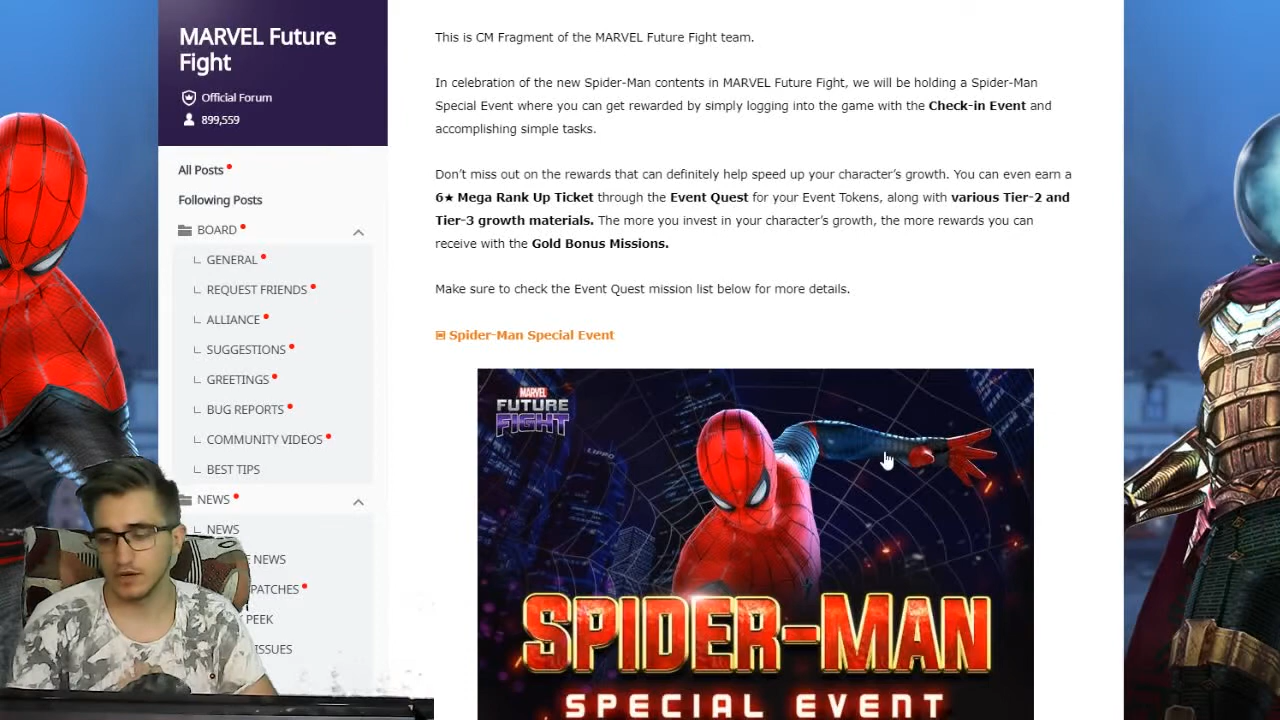 MARVEL Future
Fight
Official Forum
899,559
All Posts
Following Posts
BOARD
GENERAL
REQUEST FRIENDS
ALLIANCE
SUGGESTIONS
GREETINGS
BUG REPORTS
COMMUNITY VIDEOS
BEST TIPS
NEWS
NEWS
NEWS
PATCHES
PEEK
ISSUES
This is CM Fragment of the MARVEL Future Fight team.
In celebration of the new Spider-Man contents in MARVEL Future Fight, we will be holding a Spider-Man
Special Event where you can get rewarded by simply logging into the game with the Check-in Event and
accomplishing simple tasks.
Don't miss out on the rewards that can definitely help speed up your character's growth. You can even earn a
6★ Mega Rank Up Ticket through the Event Quest for your Event Tokens, along with various Tier-2 and
Tier-3 growth materials. The more you invest in your character's growth, the more rewards you can
receive with the Gold Bonus Missions.
Make sure to check the Event Quest mission list below for more details.
▣ Spider-Man Special Event
MARVEL
FUTURE
FIGHT
SPIDER-MAN
SPECIAL EVENT